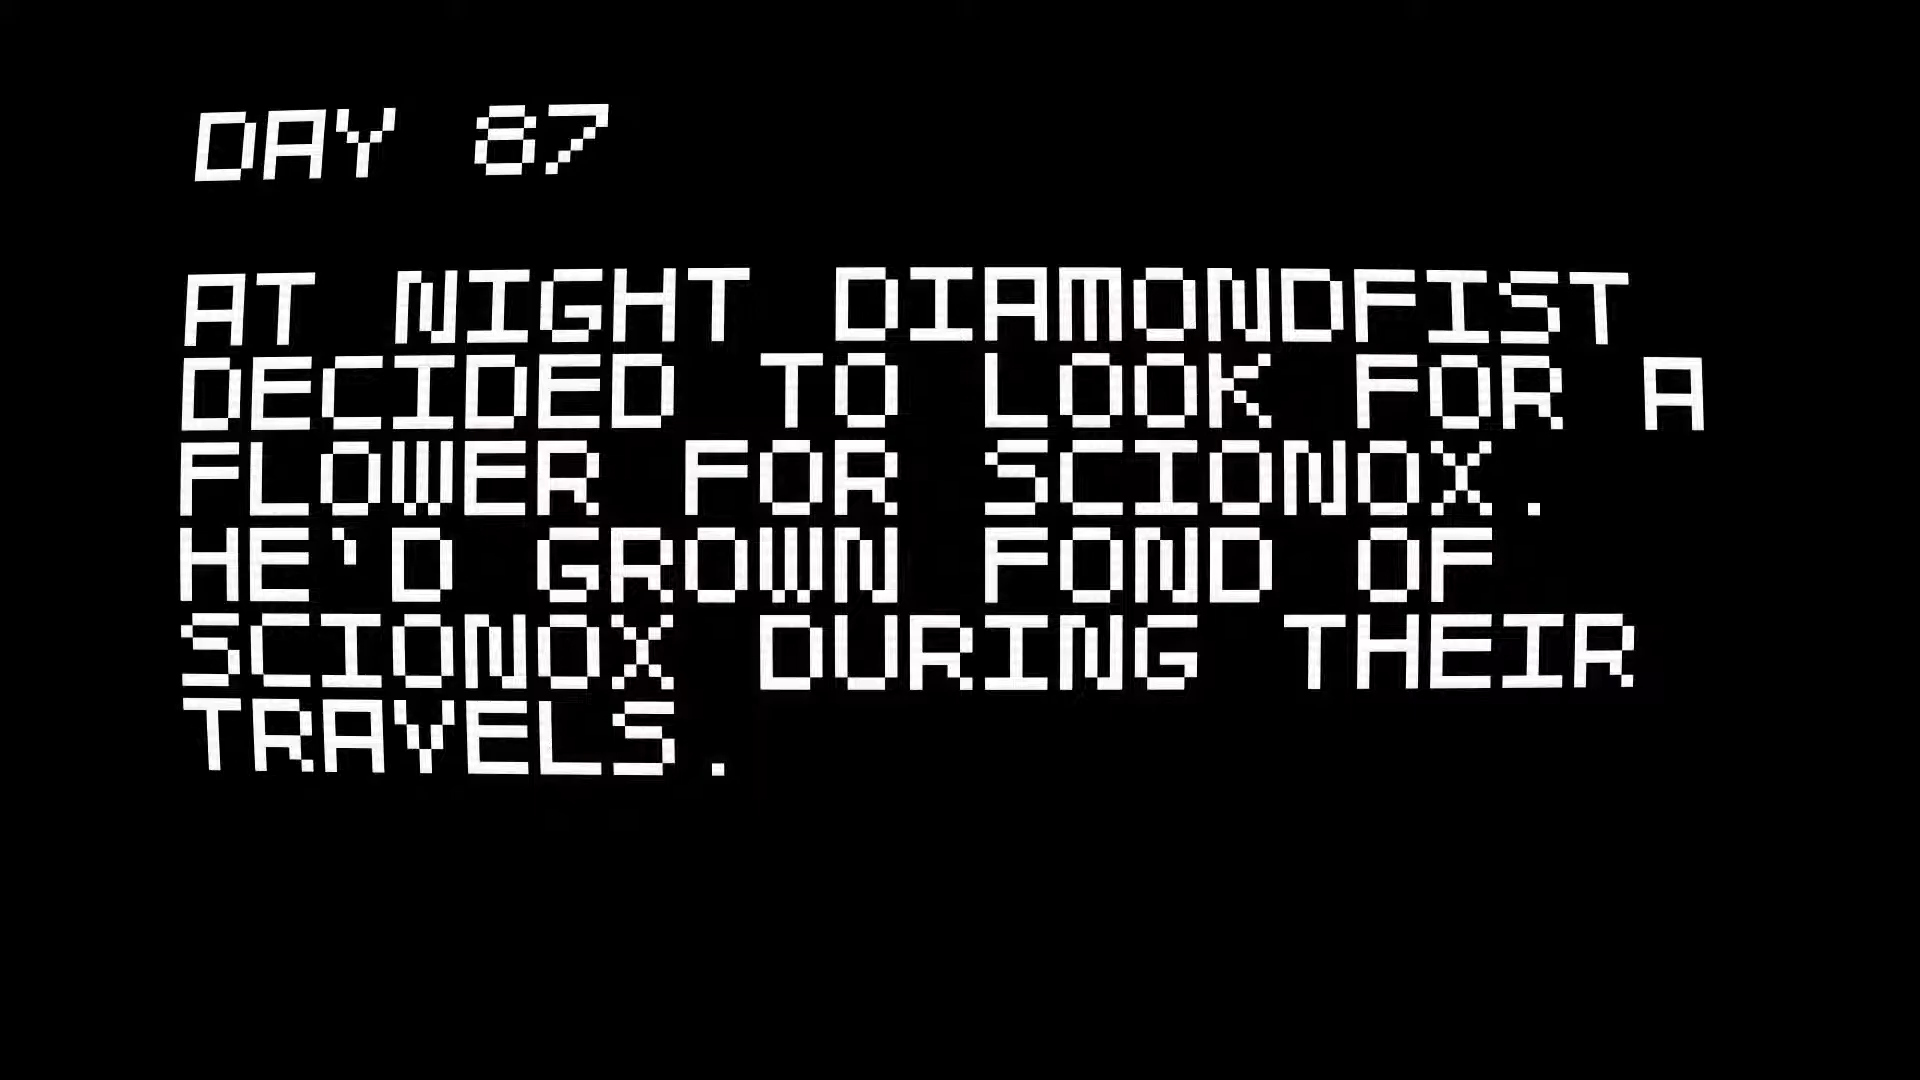 DAY 87
AT NIGHT DIAMONDFIST
DECIDED TO LOOK FOR A
FLOWER FOR SCIONOX.
HE'D GROWN FOND OF
SCIONOX DURING THEIR
TRAVELS.